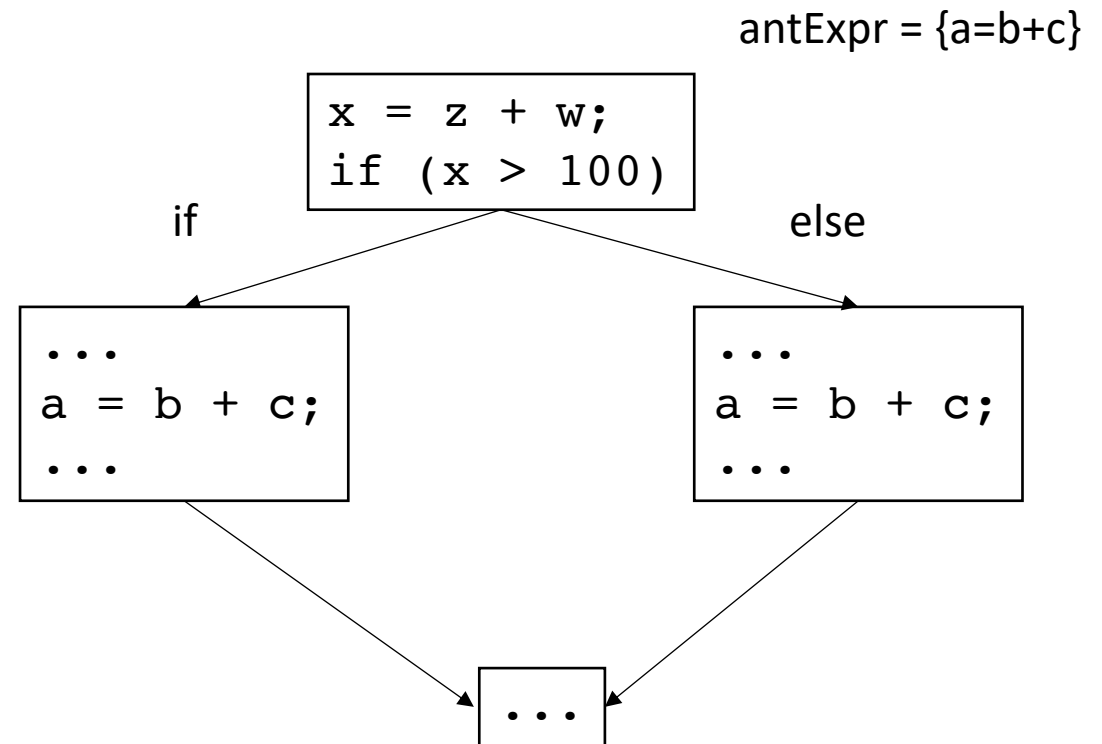 antExpr = {a=b+c}
x = z + w;
if (x > 100)
if
else
...
a = b + c;
...
...
a = b + c;
...
...